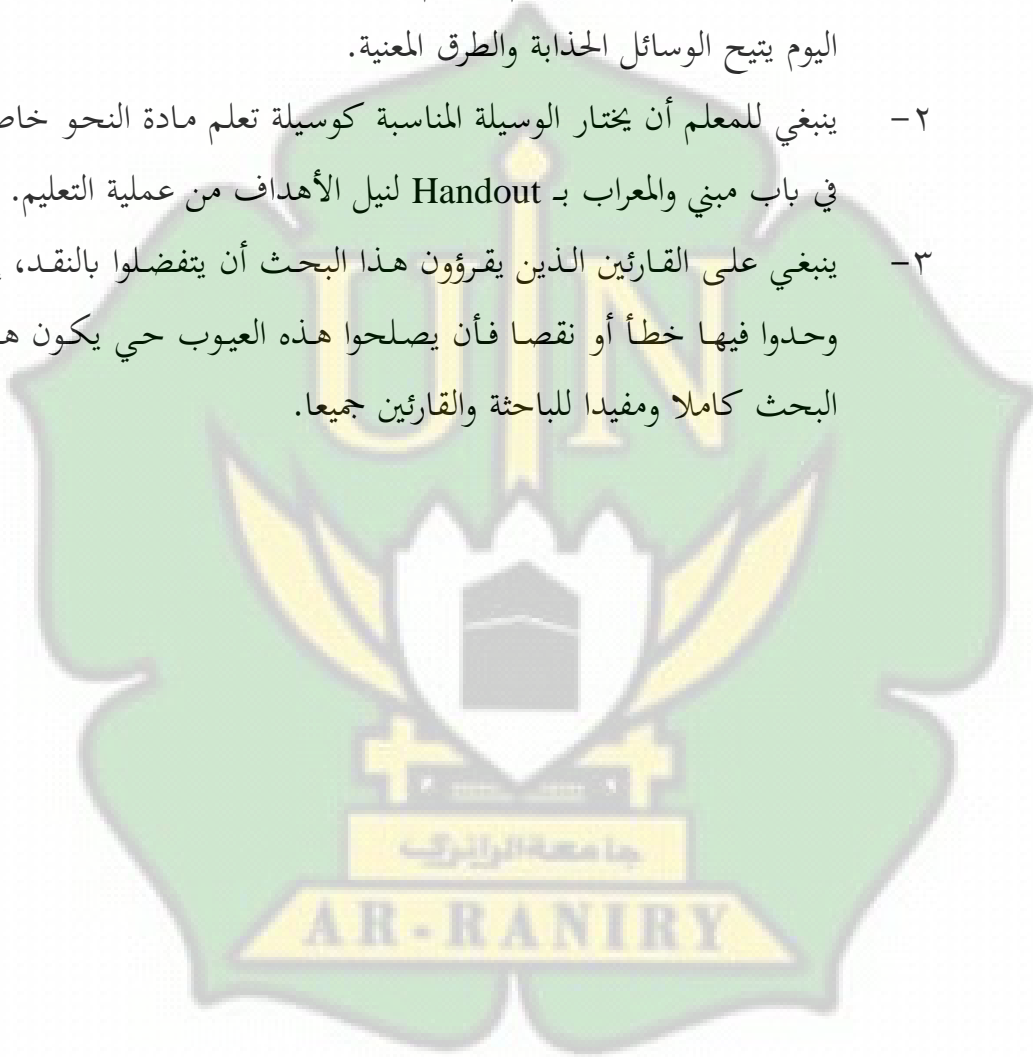 اليوم يتيح الوسائل الحذابة والطرق المعنية.
٢- ينبغي للمعلم أن يختار الوسيلة المناسبة كوسيلة تعلم مادة النحو
في باب مبني والمعراب بـ Handout لنيل الأهداف من عملية التعليم.
٣- ينبغي على القارئين الذين يقرؤون هذا البحث أن يتفضلوا بالنقد،
وحدوا فيها خطأ أو نقصا فأن يصلحوا هذه العيوب حي يكون
البحث كاملا ومفيدا للباحثة والقارئين جميعا.
UIN
جامعة الرانري
AR-RANIRY